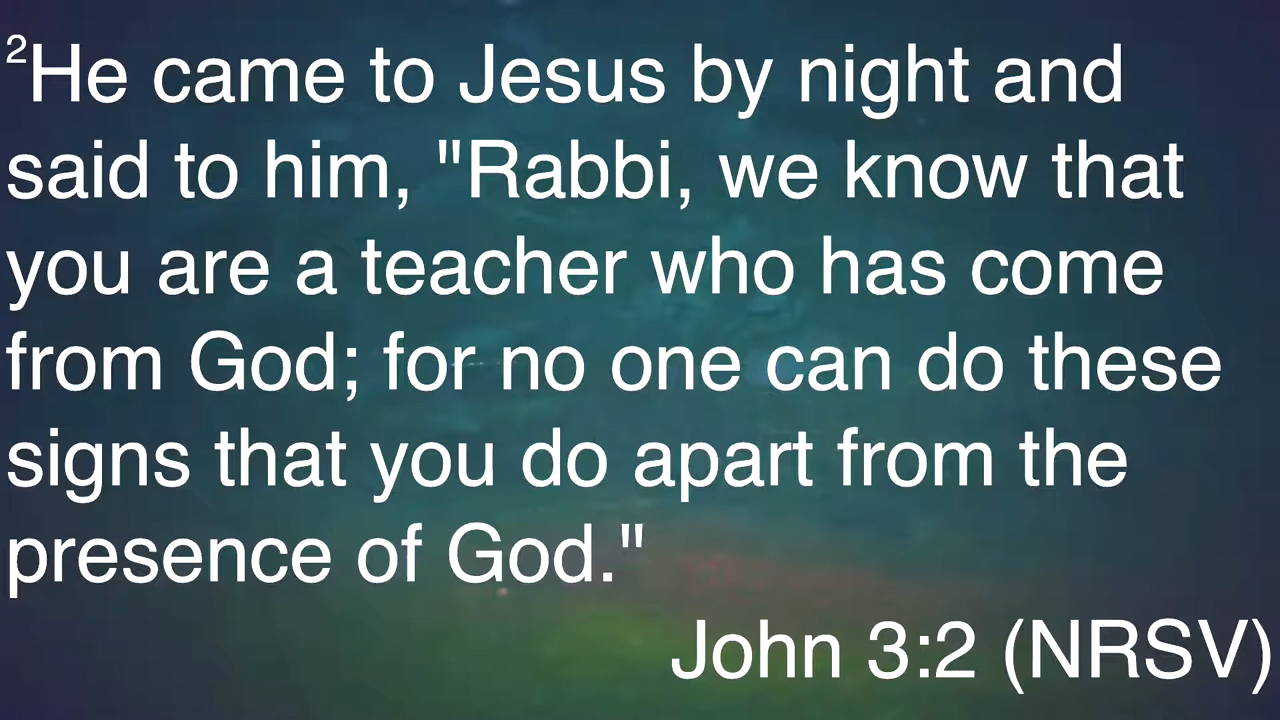 ²He came to Jesus by night and
said to him, "Rabbi, we know that
you are a teacher who has come
from God; for no one can do these
signs that you do apart from the
presence of God."
John 3:2 (NRSV)